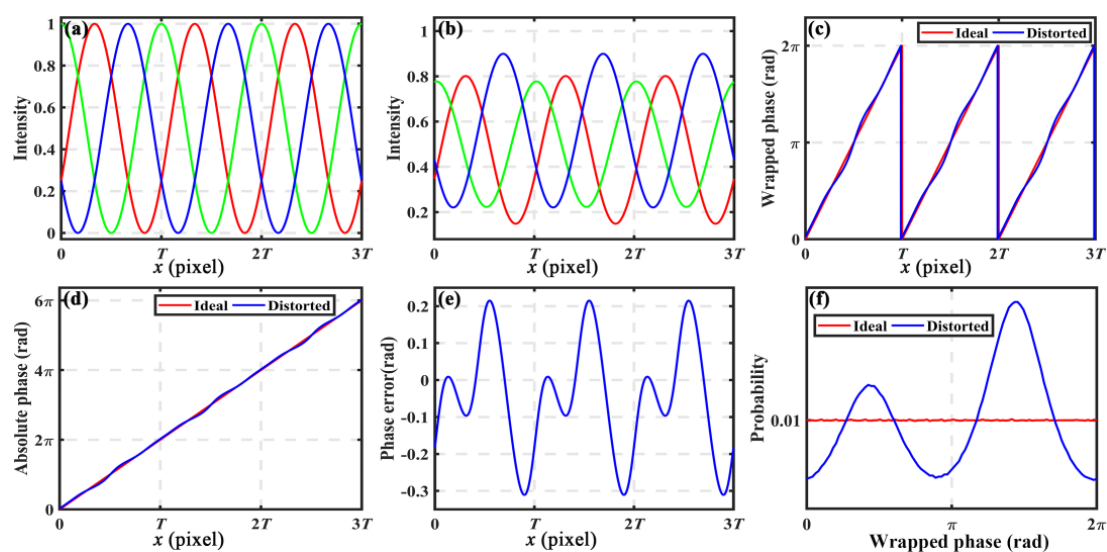 (a)
Intensity
1
0.8
0.6
0.4
0.2
0
0 T 2T 3T
x (pixel)
(b)
Intensity
1
0.8
0.6
0.4
0.2
0 T 2T 3T
x (pixel)
(c)
Ideal Distorted
Wrapped phase (rad)
2π
π
0
0 T 2T 3T
x (pixel)
(d)
Ideal Distorted
Absolute phase (rad)
6π
4π
2π
0
0 T 2T 3T
x (pixel)
(e)
Phase error(rad)
0.2
0.1
0
-0.1
-0.2
-0.3
0 T 2T 3T
x (pixel)
(f)
Ideal Distorted
Probability
0.01
0 π 2π
Wrapped phase (rad)